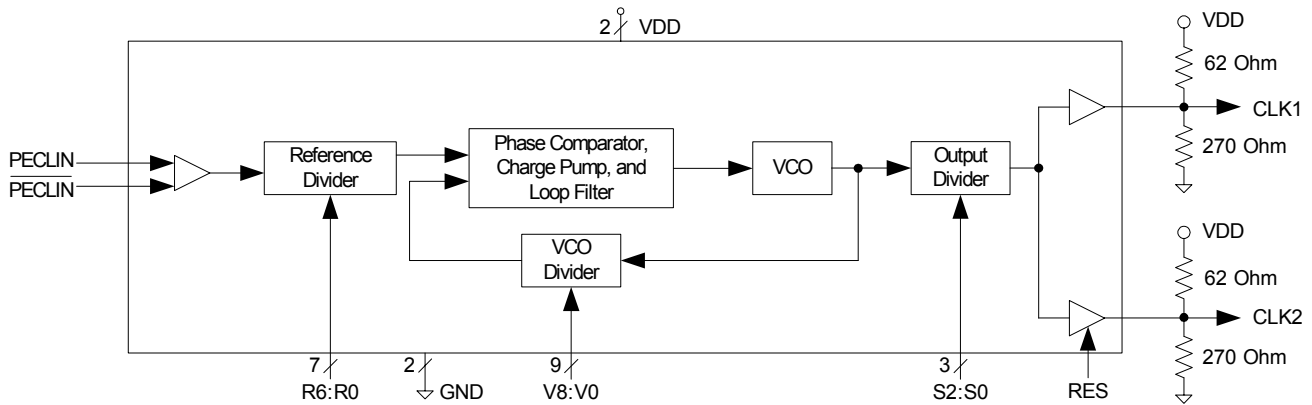 2 VDD
VDD
62 Ohm
CLK1
270 Ohm
PECLIN
PECLIN
Reference
Divider
Phase Comparator,
Charge Pump, and
Loop Filter
VCO
Output
Divider
VCO
Divider
VDD
62 Ohm
CLK2
270 Ohm
7
R6:R0
2
GND
9
V8:V0
3
S2:S0
RES